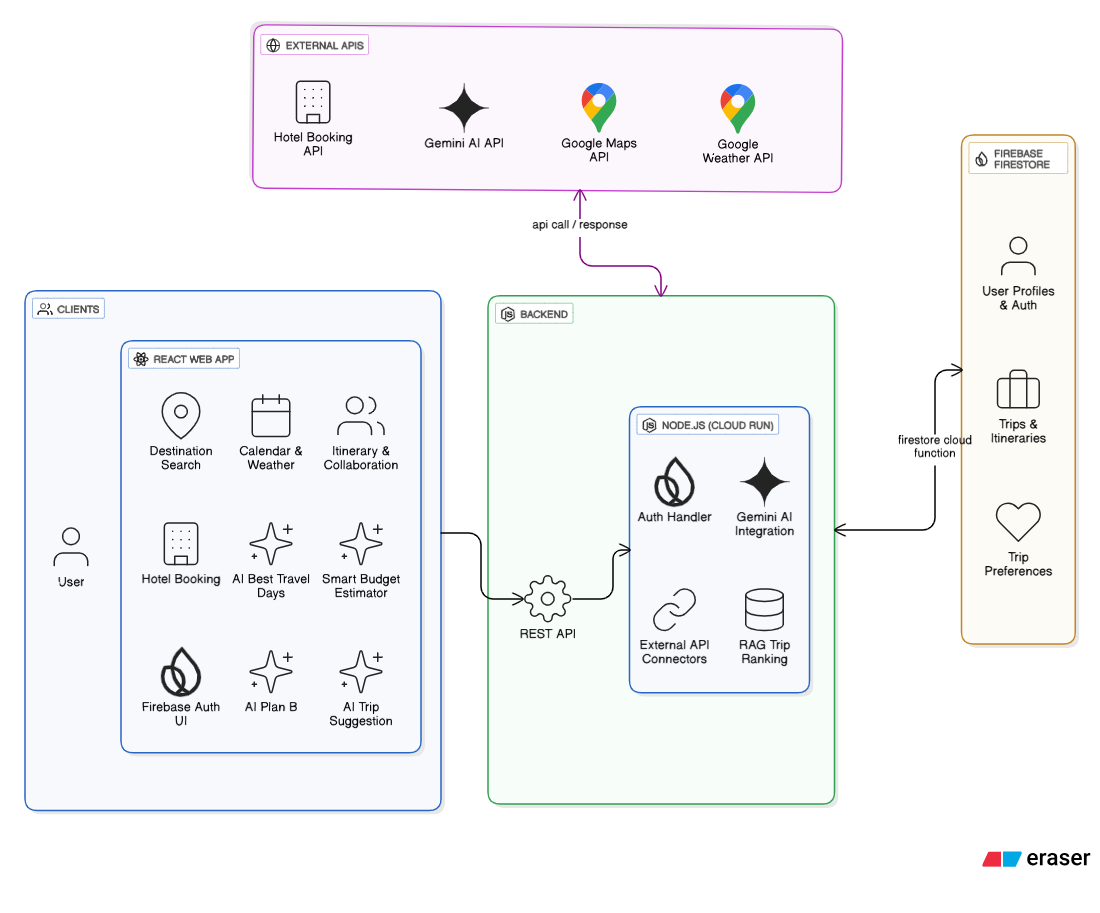 EXTERNAL APIS
Hotel Booking
API
Gemini AI API
Google Maps
API
Google
Weather API
api call / response
FIREBASE
FIRESTORE
User Profiles
& Auth
Trips &
Itineraries
Trip
Preferences
firestore cloud
function
CLIENTS
User
REACT WEB APP
Destination
Search
Calendar &
Weather
Itinerary &
Collaboration
Hotel Booking
AI Best Travel
Days
Smart Budget
Estimator
Firebase Auth
UI
AI Plan B
AI Trip
Suggestion
JS BACKEND
REST API
JS NODE.JS (CLOUD RUN)
Auth Handler
Gemini AI
Integration
External API
Connectors
RAG Trip
Ranking
eraser